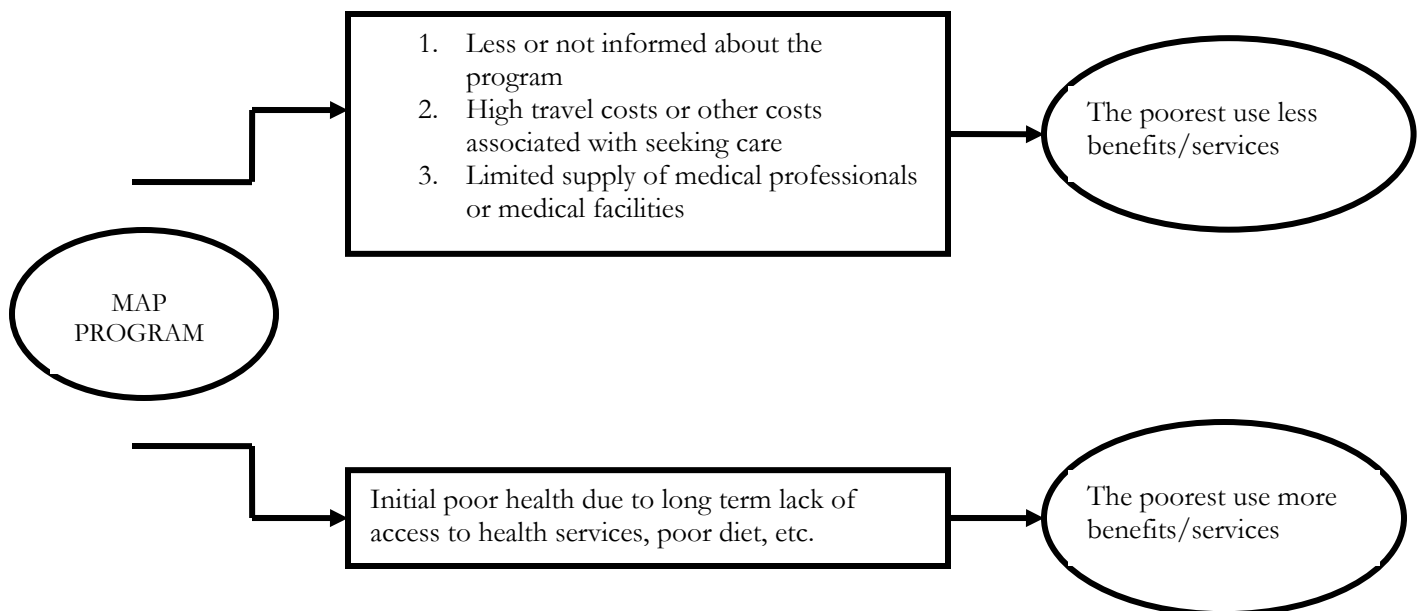 1. Less or not informed about the
program
2. High travel costs or other costs
associated with seeking care
3. Limited supply of medical professionals
or medical facilities
The poorest use less
benefits/services
MAP
PROGRAM
Initial poor health due to long term lack of
access to health services, poor diet, etc.
The poorest use more
benefits/services